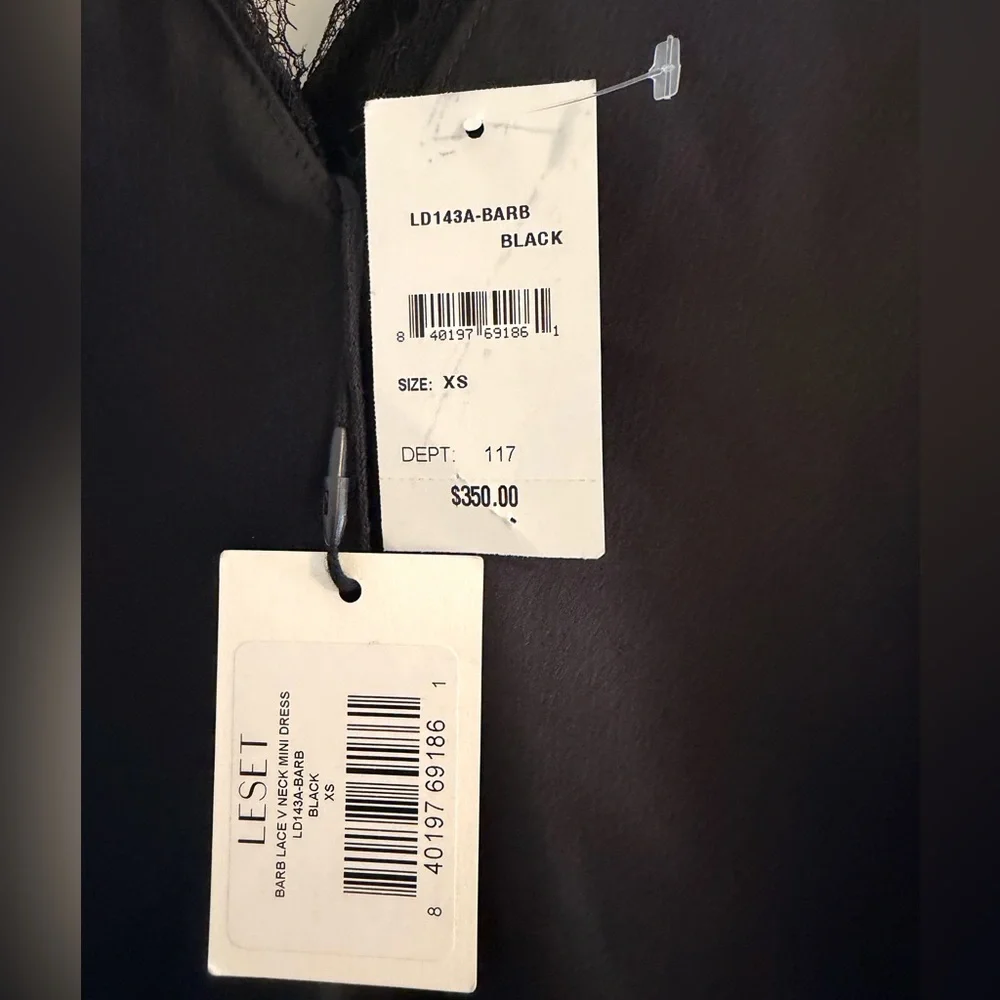 LD143A-BARB
BLACK
8 40197 69186 1
SIZE: XS
DEPT: 117
$350.00
LESET
BARB LACE V NECK MINI DRESS
LD143A-BARB
BLACK
XS
8 40197 69186 1